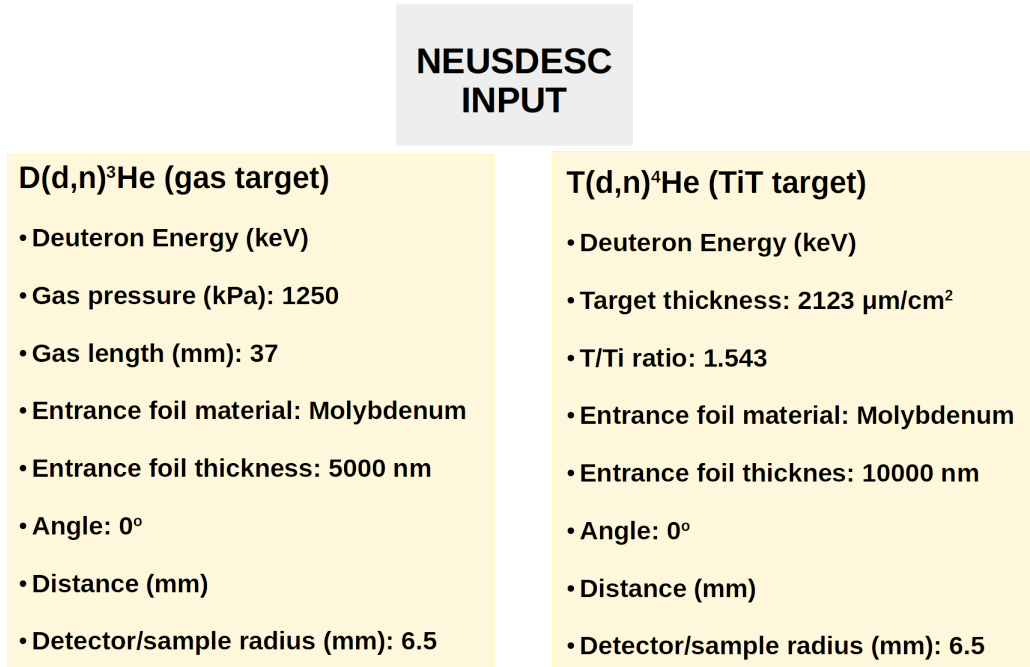 NEUSDESC
INPUT
D(d,n)³He (gas target)
• Deuteron Energy (keV)
• Gas pressure (kPa): 1250
• Gas length (mm): 37
• Entrance foil material: Molybdenum
• Entrance foil thickness: 5000 nm
• Angle: 0º
• Distance (mm)
• Detector/sample radius (mm): 6.5
T(d,n)⁴He (TiT target)
• Deuteron Energy (keV)
• Target thickness: 2123 μm/cm²
• T/Ti ratio: 1.543
• Entrance foil material: Molybdenum
• Entrance foil thicknes: 10000 nm
• Angle: 0º
• Distance (mm)
• Detector/sample radius (mm): 6.5